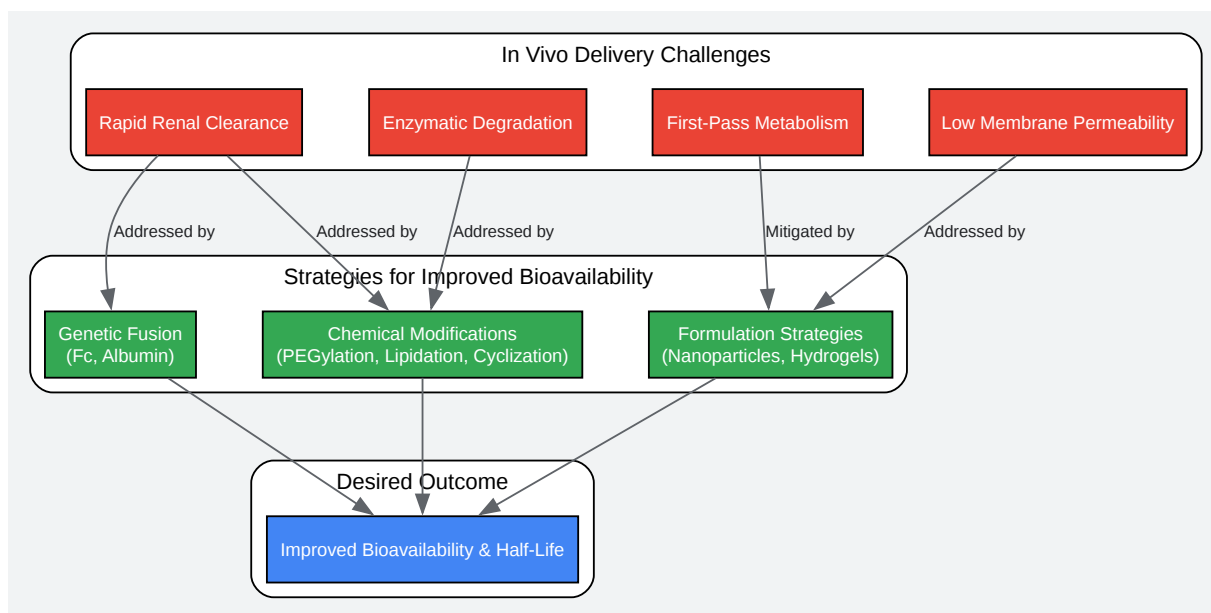 In Vivo Delivery Challenges
Rapid Renal Clearance
Enzymatic Degradation
First-Pass Metabolism
Low Membrane Permeability
Addressed by
Addressed by
Addressed by
Mitigated by
Addressed by
Strategies for Improved Bioavailability
Genetic Fusion
(Fc, Albumin)
Chemical Modifications
(PEGylation, Lipidation, Cyclization)
Formulation Strategies
(Nanoparticles, Hydrogels)
Desired Outcome
Improved Bioavailability & Half-Life